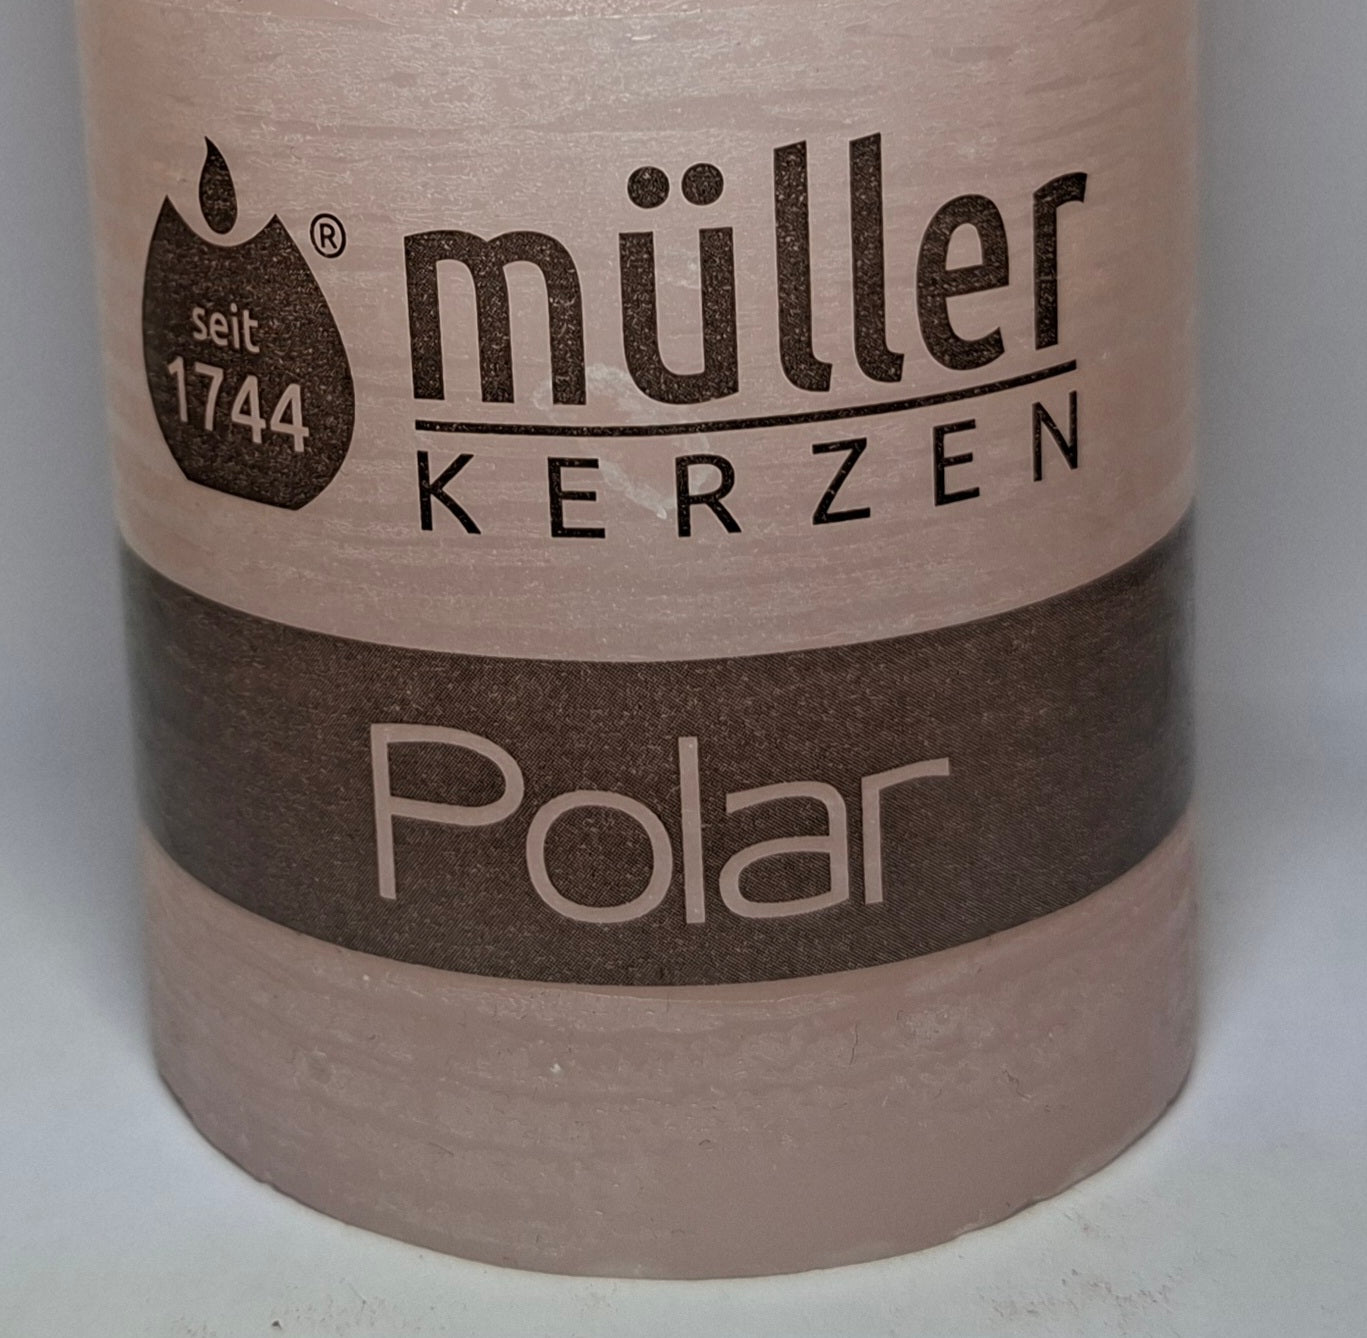 seit
1744
®
müller
KERZEN
Polar